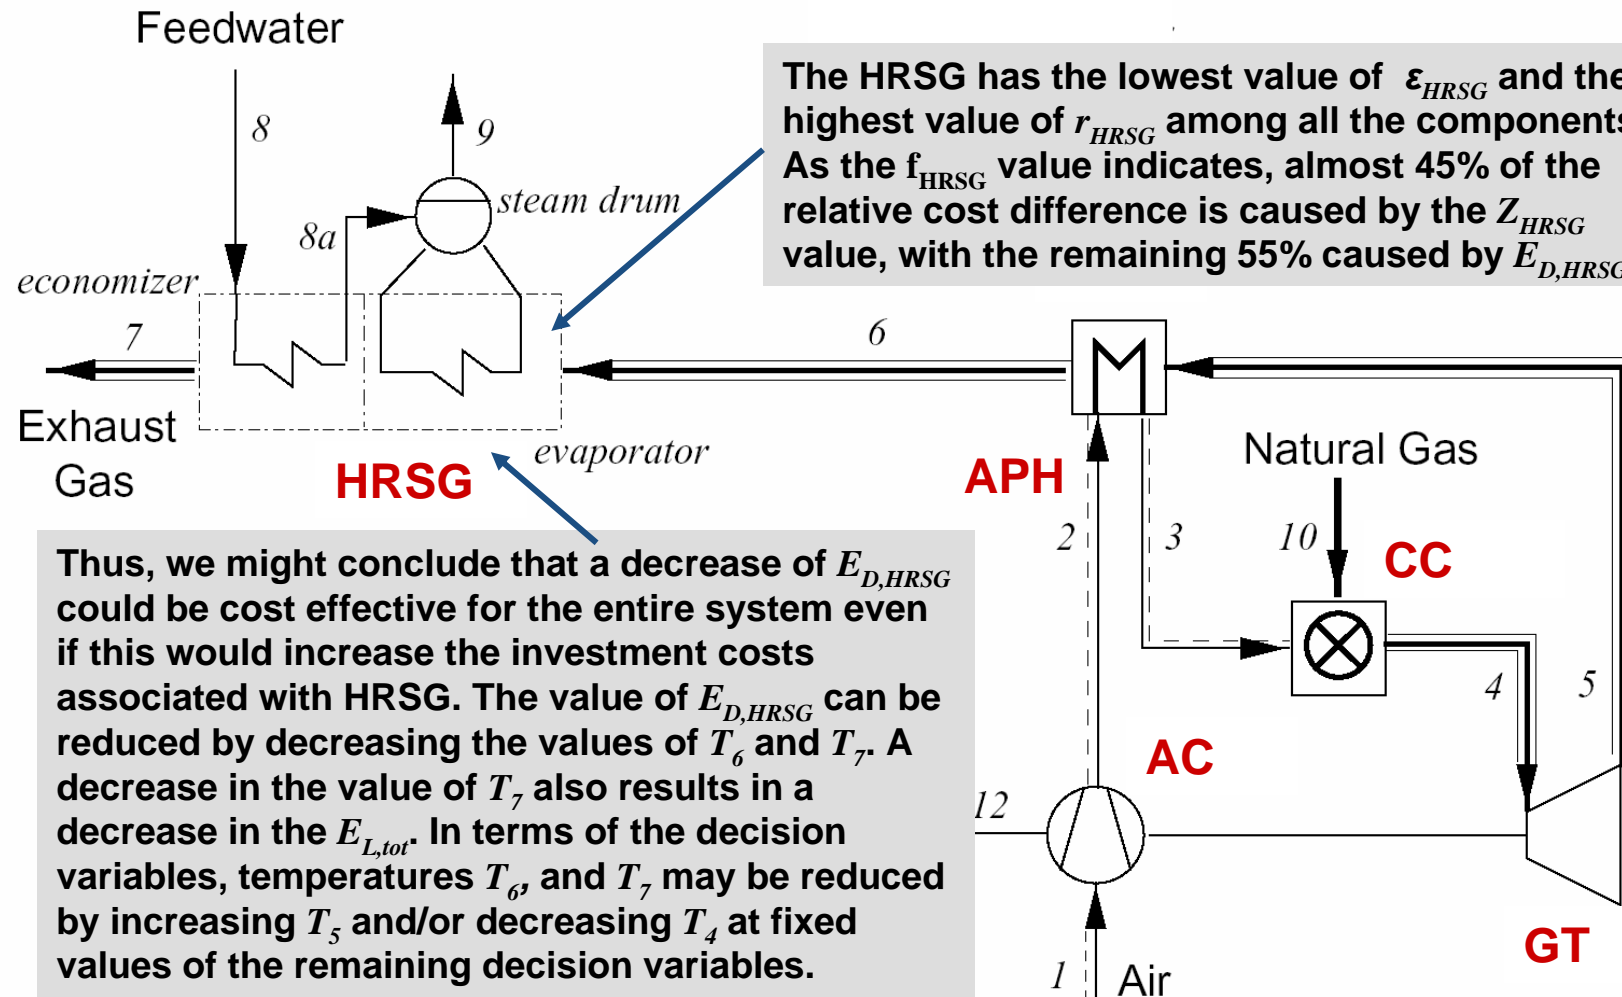 Feedwater
The HRSG has the lowest value of ε_HRSG and the
highest value of r_HRSG among all the components
As the f_HRSG value indicates, almost 45% of the
relative cost difference is caused by the Z_HRSG
value, with the remaining 55% caused by E_D,HRSG
8
9
steam drum
8a
economizer
7
6
Exhaust
Gas
HRSG
evaporator
APH
Natural Gas
2
3
10
CC
4
5
Thus, we might conclude that a decrease of E_D,HRSG
could be cost effective for the entire system even
if this would increase the investment costs
associated with HRSG. The value of E_D,HRSG can be
reduced by decreasing the values of T_6 and T_7. A
decrease in the value of T_7 also results in a
decrease in the E_L,tot. In terms of the decision
variables, temperatures T_6, and T_7 may be reduced
by increasing T_5 and/or decreasing T_4 at fixed
values of the remaining decision variables.
AC
12
GT
1
Air